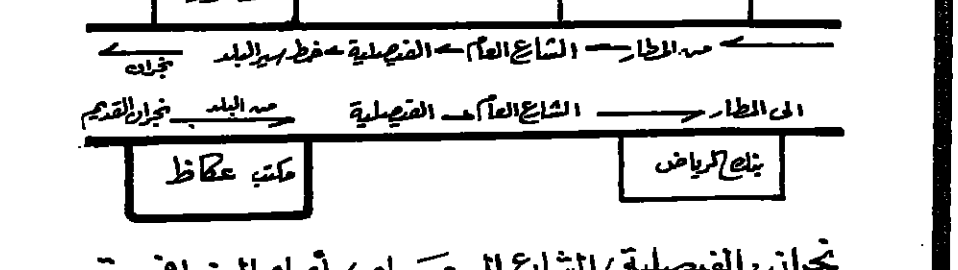 من المطار - الشارع العام - الفيصلية - خط سير البلد
نجران
الى المطار الشارع العام - الفيصلية من البلد نجران القديم
بنك الرياض
مكتب عكاظ
نجران، الفيصلية، الشارع